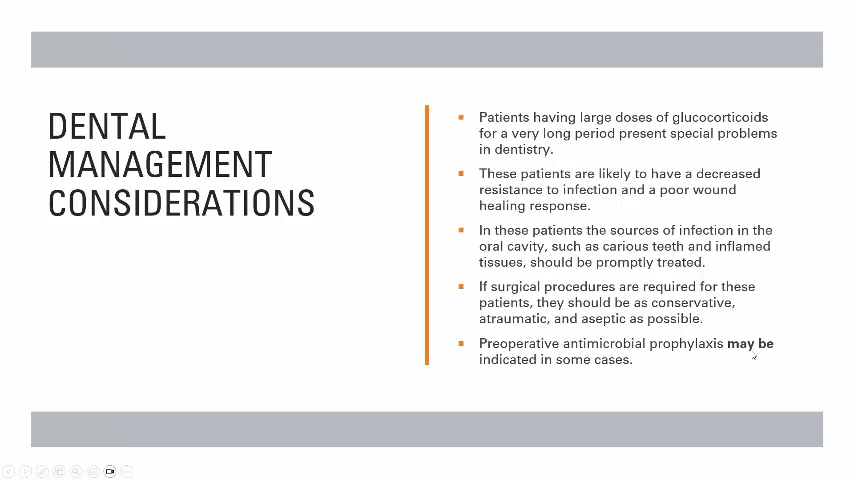 DENTAL
MANAGEMENT
CONSIDERATIONS
▪ Patients having large doses of glucocorticoids
for a very long period present special problems
in dentistry.
▪ These patients are likely to have a decreased
resistance to infection and a poor wound
healing response.
▪ In these patients the sources of infection in the
oral cavity, such as carious teeth and inflamed
tissues, should be promptly treated.
▪ If surgical procedures are required for these
patients, they should be as conservative,
atraumatic, and aseptic as possible.
▪ Preoperative antimicrobial prophylaxis may be
indicated in some cases.